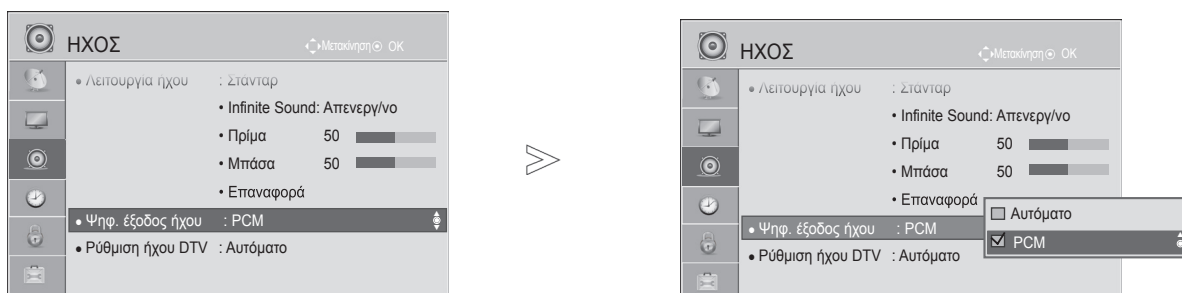 ΗΧΟΣ Μετακίνηση OK
• Λειτουργία ήχου : Στάνταρ
• Infinite Sound: Απενεργ/νο
• Πρίμα 50
• Μπάσα 50
• Επαναφορά
• Ψηφ. έξοδος ήχου : PCM
• Ρύθμιση ήχου DTV : Αυτόματο
ΗΧΟΣ Μετακίνηση OK
• Λειτουργία ήχου : Στάνταρ
• Infinite Sound: Απενεργ/νο
• Πρίμα 50
• Μπάσα 50
• Επαναφορά
• Ψηφ. έξοδος ήχου : PCM
• Ρύθμιση ήχου DTV : Αυτόματο
Αυτόματο
PCM